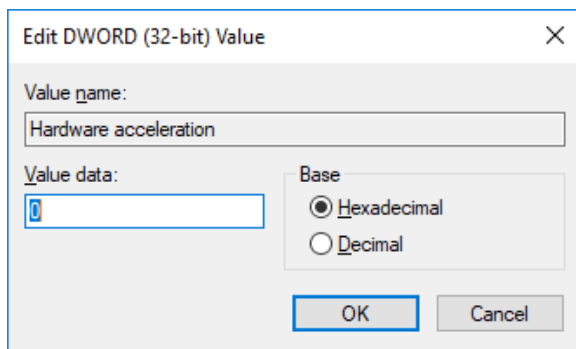 Edit DWORD (32-bit) Value
Value name:
Hardware acceleration
Value data:
0
Base
Hexadecimal
Decimal
OK
Cancel